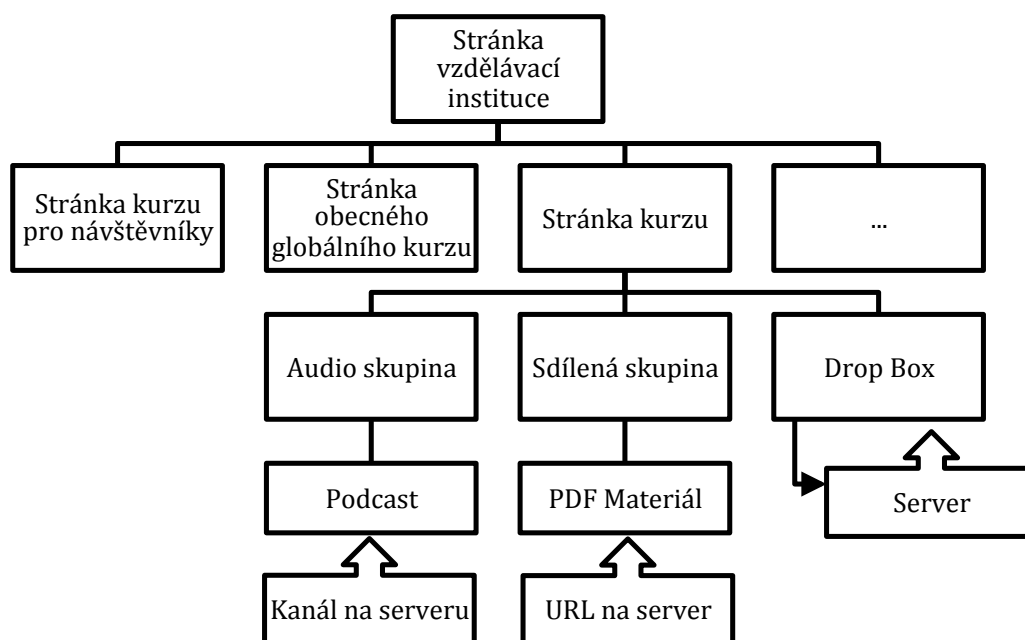 Stránka
vzdělávací
instituce
Stránka kurzu
pro návštěvníky
Stránka
obecného
globálního kurzu
Stránka kurzu
...
Audio skupina
Sdílená skupina
Drop Box
Podcast
PDF Materiál
Server
Kanál na serveru
URL na server